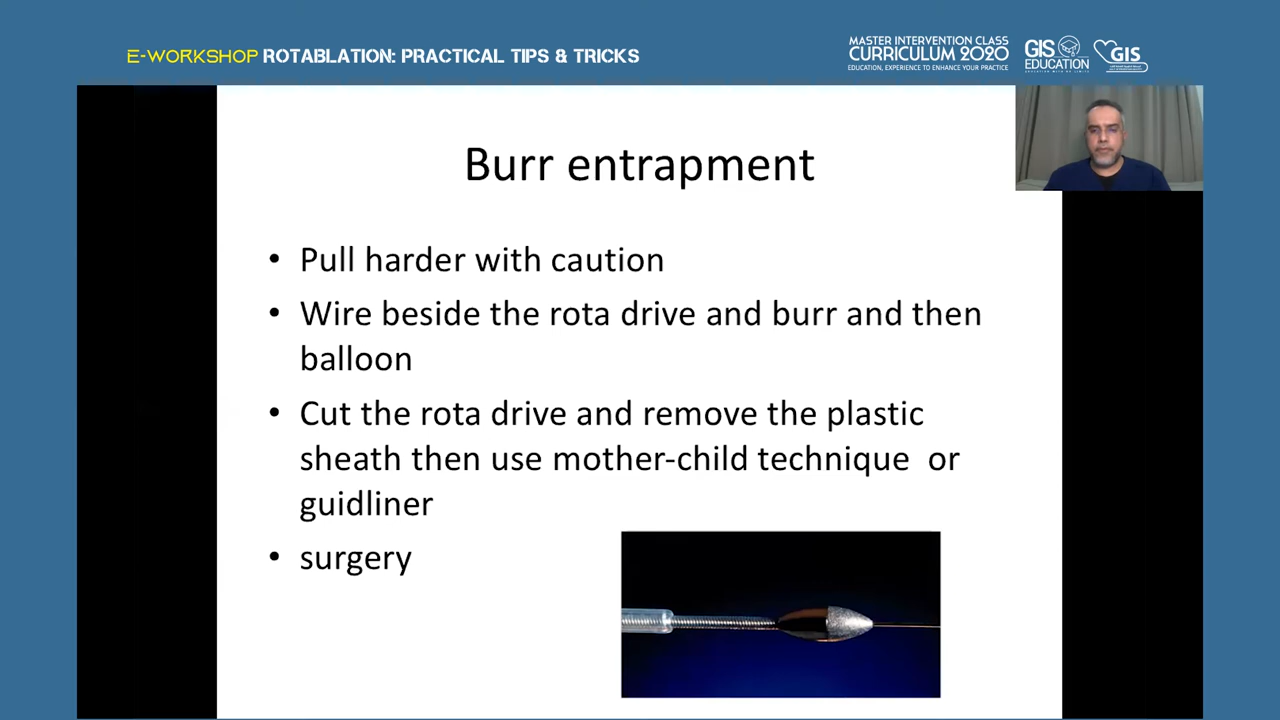 E-WORKSHOP ROTABLATION: PRACTICAL TIPS & TRICKS
MASTER INTERVENTION CLASS
CURRICULUM 2020
EDUCATION, EXPERIENCE TO ENHANCE YOUR PRACTICE
GIS
EDUCATION
GIS
Burr entrapment
• Pull harder with caution
• Wire beside the rota drive and burr and then
balloon
• Cut the rota drive and remove the plastic
sheath then use mother-child technique or
guidliner
• surgery